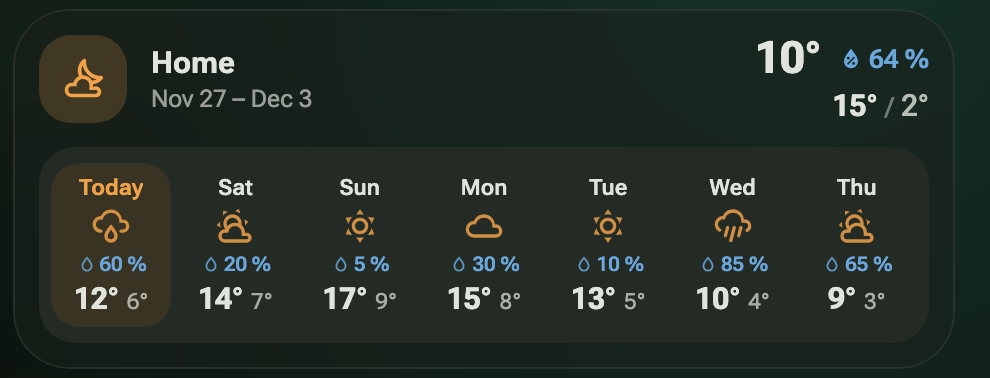 Home
Nov 27 – Dec 3
10° 64 %
15° / 2°
Today Sat Sun Mon Tue Wed Thu
60 % 20 % 5 % 30 % 10 % 85 % 65 %
12° 6° 14° 7° 17° 9° 15° 8° 13° 5° 10° 4° 9° 3°